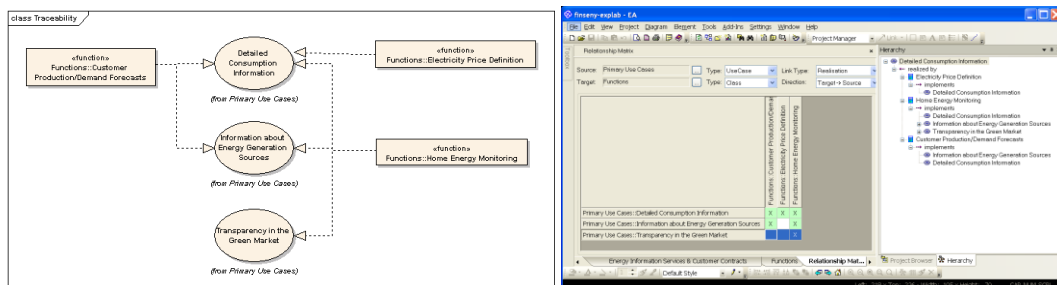 class Traceability
«function»
Functions::Customer
Production/Demand Forecasts
Detailed
Consumption
Information
(from Primary Use Cases)
«function»
Functions::Electricity Price Definition
Information about
Energy Generation
Sources
(from Primary Use Cases)
«function»
Functions::Home Energy Monitoring
Transparency in the
Green Market
(from Primary Use Cases)
finseny-explab - EA
File Edit View Project Diagram Element Tools Add-Ins Settings Window Help
Project Manager
Relationship Matrix
Source: Primary Use Cases ... Type: UseCase Link Type: Realisation
Target: Functions ... Type: Class Direction: Target -> Source
Functions::Customer Production/Demand
Functions::Electricity Price Definition
Functions::Home Energy Monitoring
Primary Use Cases::Detailed Consumption Information X X X
Primary Use Cases::Information about Energy Generation Sources X X
Primary Use Cases::Transparency in the Green Market X
Energy Information Services & Customer Contracts Functions Relationship Mat...
Default Style
Hierarchy
Detailed Consumption Information
realized by
Electricity Price Definition
implements
Detailed Consumption Information
Home Energy Monitoring
implements
Detailed Consumption Information
Information about Energy Generation Sources
Transparency in the Green Market
Customer Production/Demand Forecasts
implements
Information about Energy Generation Sources
Detailed Consumption Information
Project Browser Hierarchy